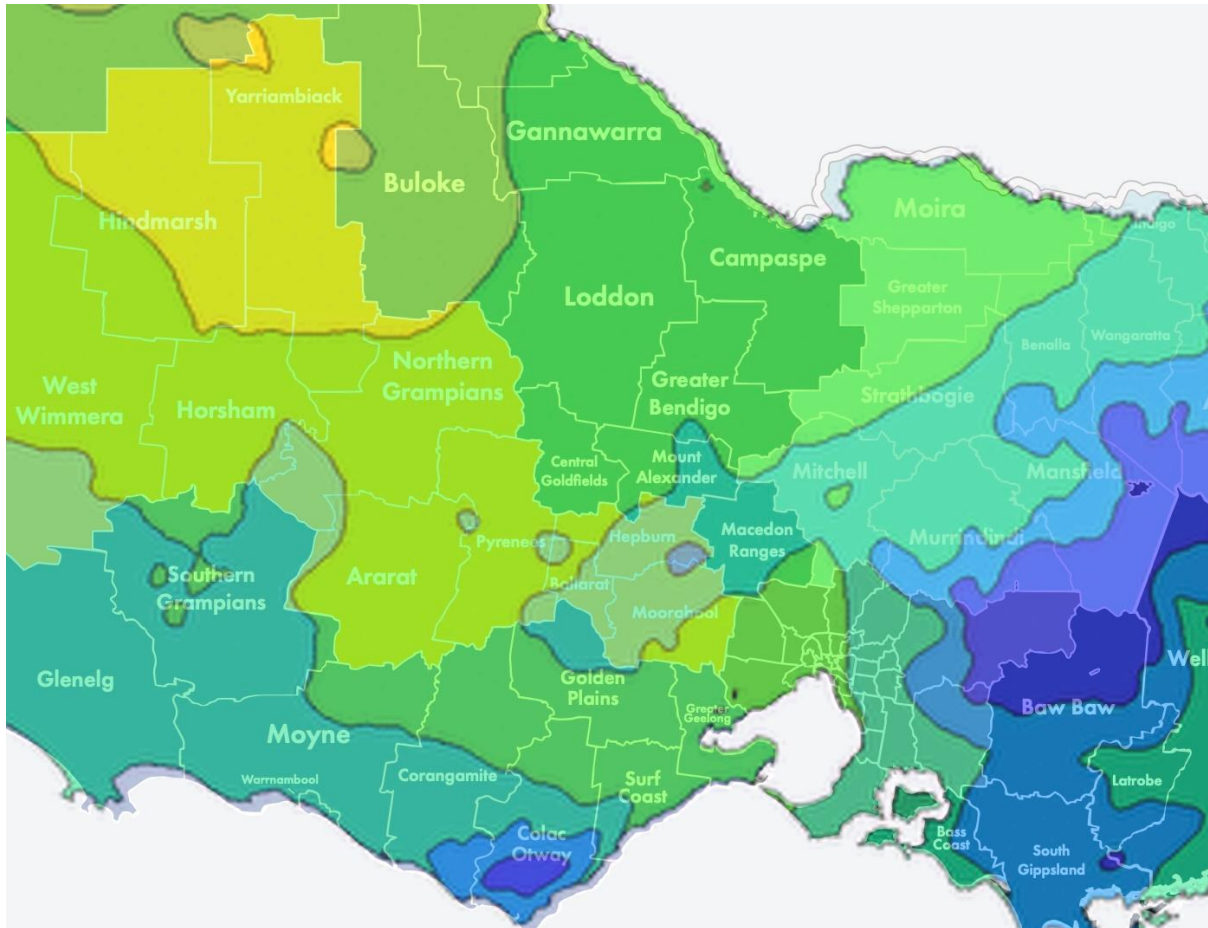 Yarriambiack
Gannawarra
Buloke
Hindmarsh
Moira
Campaspe
Loddon
Greater
Shepparton
Benalla
Wangaratta
West
Wimmera
Horsham
Northern
Grampians
Greater
Bendigo
Strathbogie
Central
Goldfields
Mount
Alexander
Mitchell
Mansfield
Macedon
Ranges
Hepburn
Pyrenees
Murrindindi
Ararat
Southern
Grampians
Ballarat
Moorabool
Glenelg
Golden
Plains
Greater
Geelong
Baw Baw
Moyne
Warrnambool
Corangamite
Surf
Coast
Latrobe
Colac
Otway
Bass
Coast
South
Gippsland